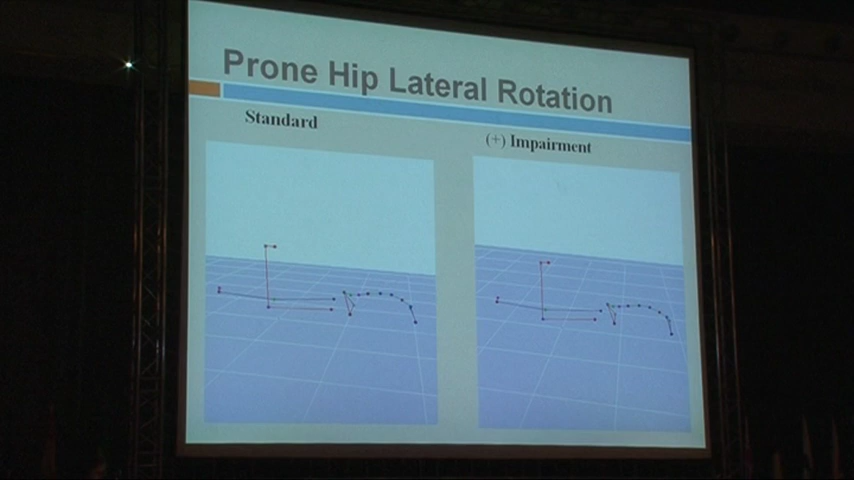 Prone Hip Lateral Rotation
Standard
(+) Impairment